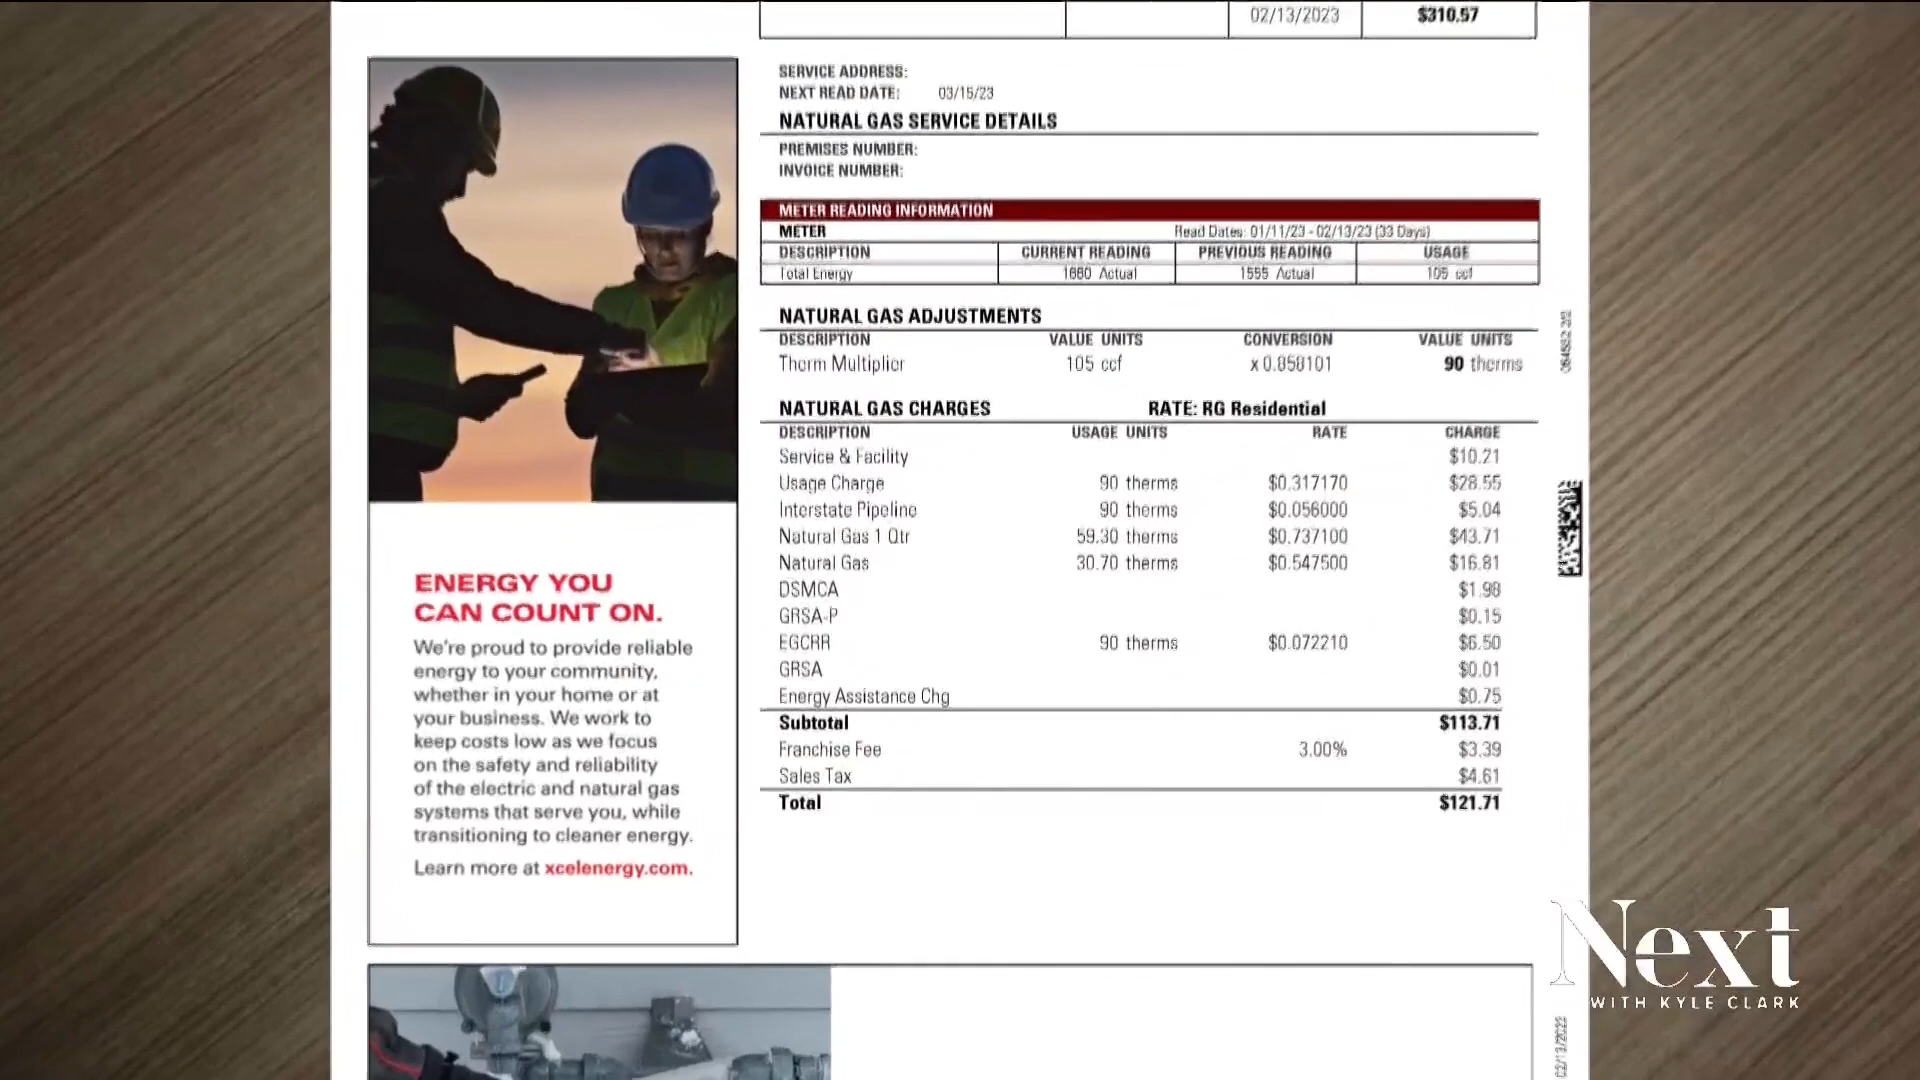 02/13/2023 $310.57
SERVICE ADDRESS:
NEXT READ DATE: 03/15/23
NATURAL GAS SERVICE DETAILS
PREMISES NUMBER:
INVOICE NUMBER:
METER READING INFORMATION
METER Read Dates: 01/11/23 - 02/13/23 (33 Days)
DESCRIPTION CURRENT READING PREVIOUS READING USAGE
Total Energy 1660 Actual 1555 Actual 105 ccf
NATURAL GAS ADJUSTMENTS
DESCRIPTION VALUE UNITS CONVERSION VALUE UNITS
Therm Multiplier 105 ccf x 0.858101 90 therms
NATURAL GAS CHARGES RATE: RG Residential
DESCRIPTION USAGE UNITS RATE CHARGE
Service & Facility $10.21
Usage Charge 90 therms $0.317170 $28.55
Interstate Pipeline 90 therms $0.056000 $5.04
Natural Gas 1 Qtr 59.30 therms $0.737100 $43.71
Natural Gas 30.70 therms $0.547500 $16.81
DSMCA $1.98
GRSA-P $0.15
EGCRR 90 therms $0.072210 $6.50
GRSA $0.01
Energy Assistance Chg $0.75
Subtotal $113.71
Franchise Fee 3.00% $3.39
Sales Tax $4.61
Total $121.71
ENERGY YOU
CAN COUNT ON.
We're proud to provide reliable
energy to your community,
whether in your home or at
your business. We work to
keep costs low as we focus
on the safety and reliability
of the electric and natural gas
systems that serve you, while
transitioning to cleaner energy.
Learn more at xcelenergy.com.
Next
WITH KYLE CLARK